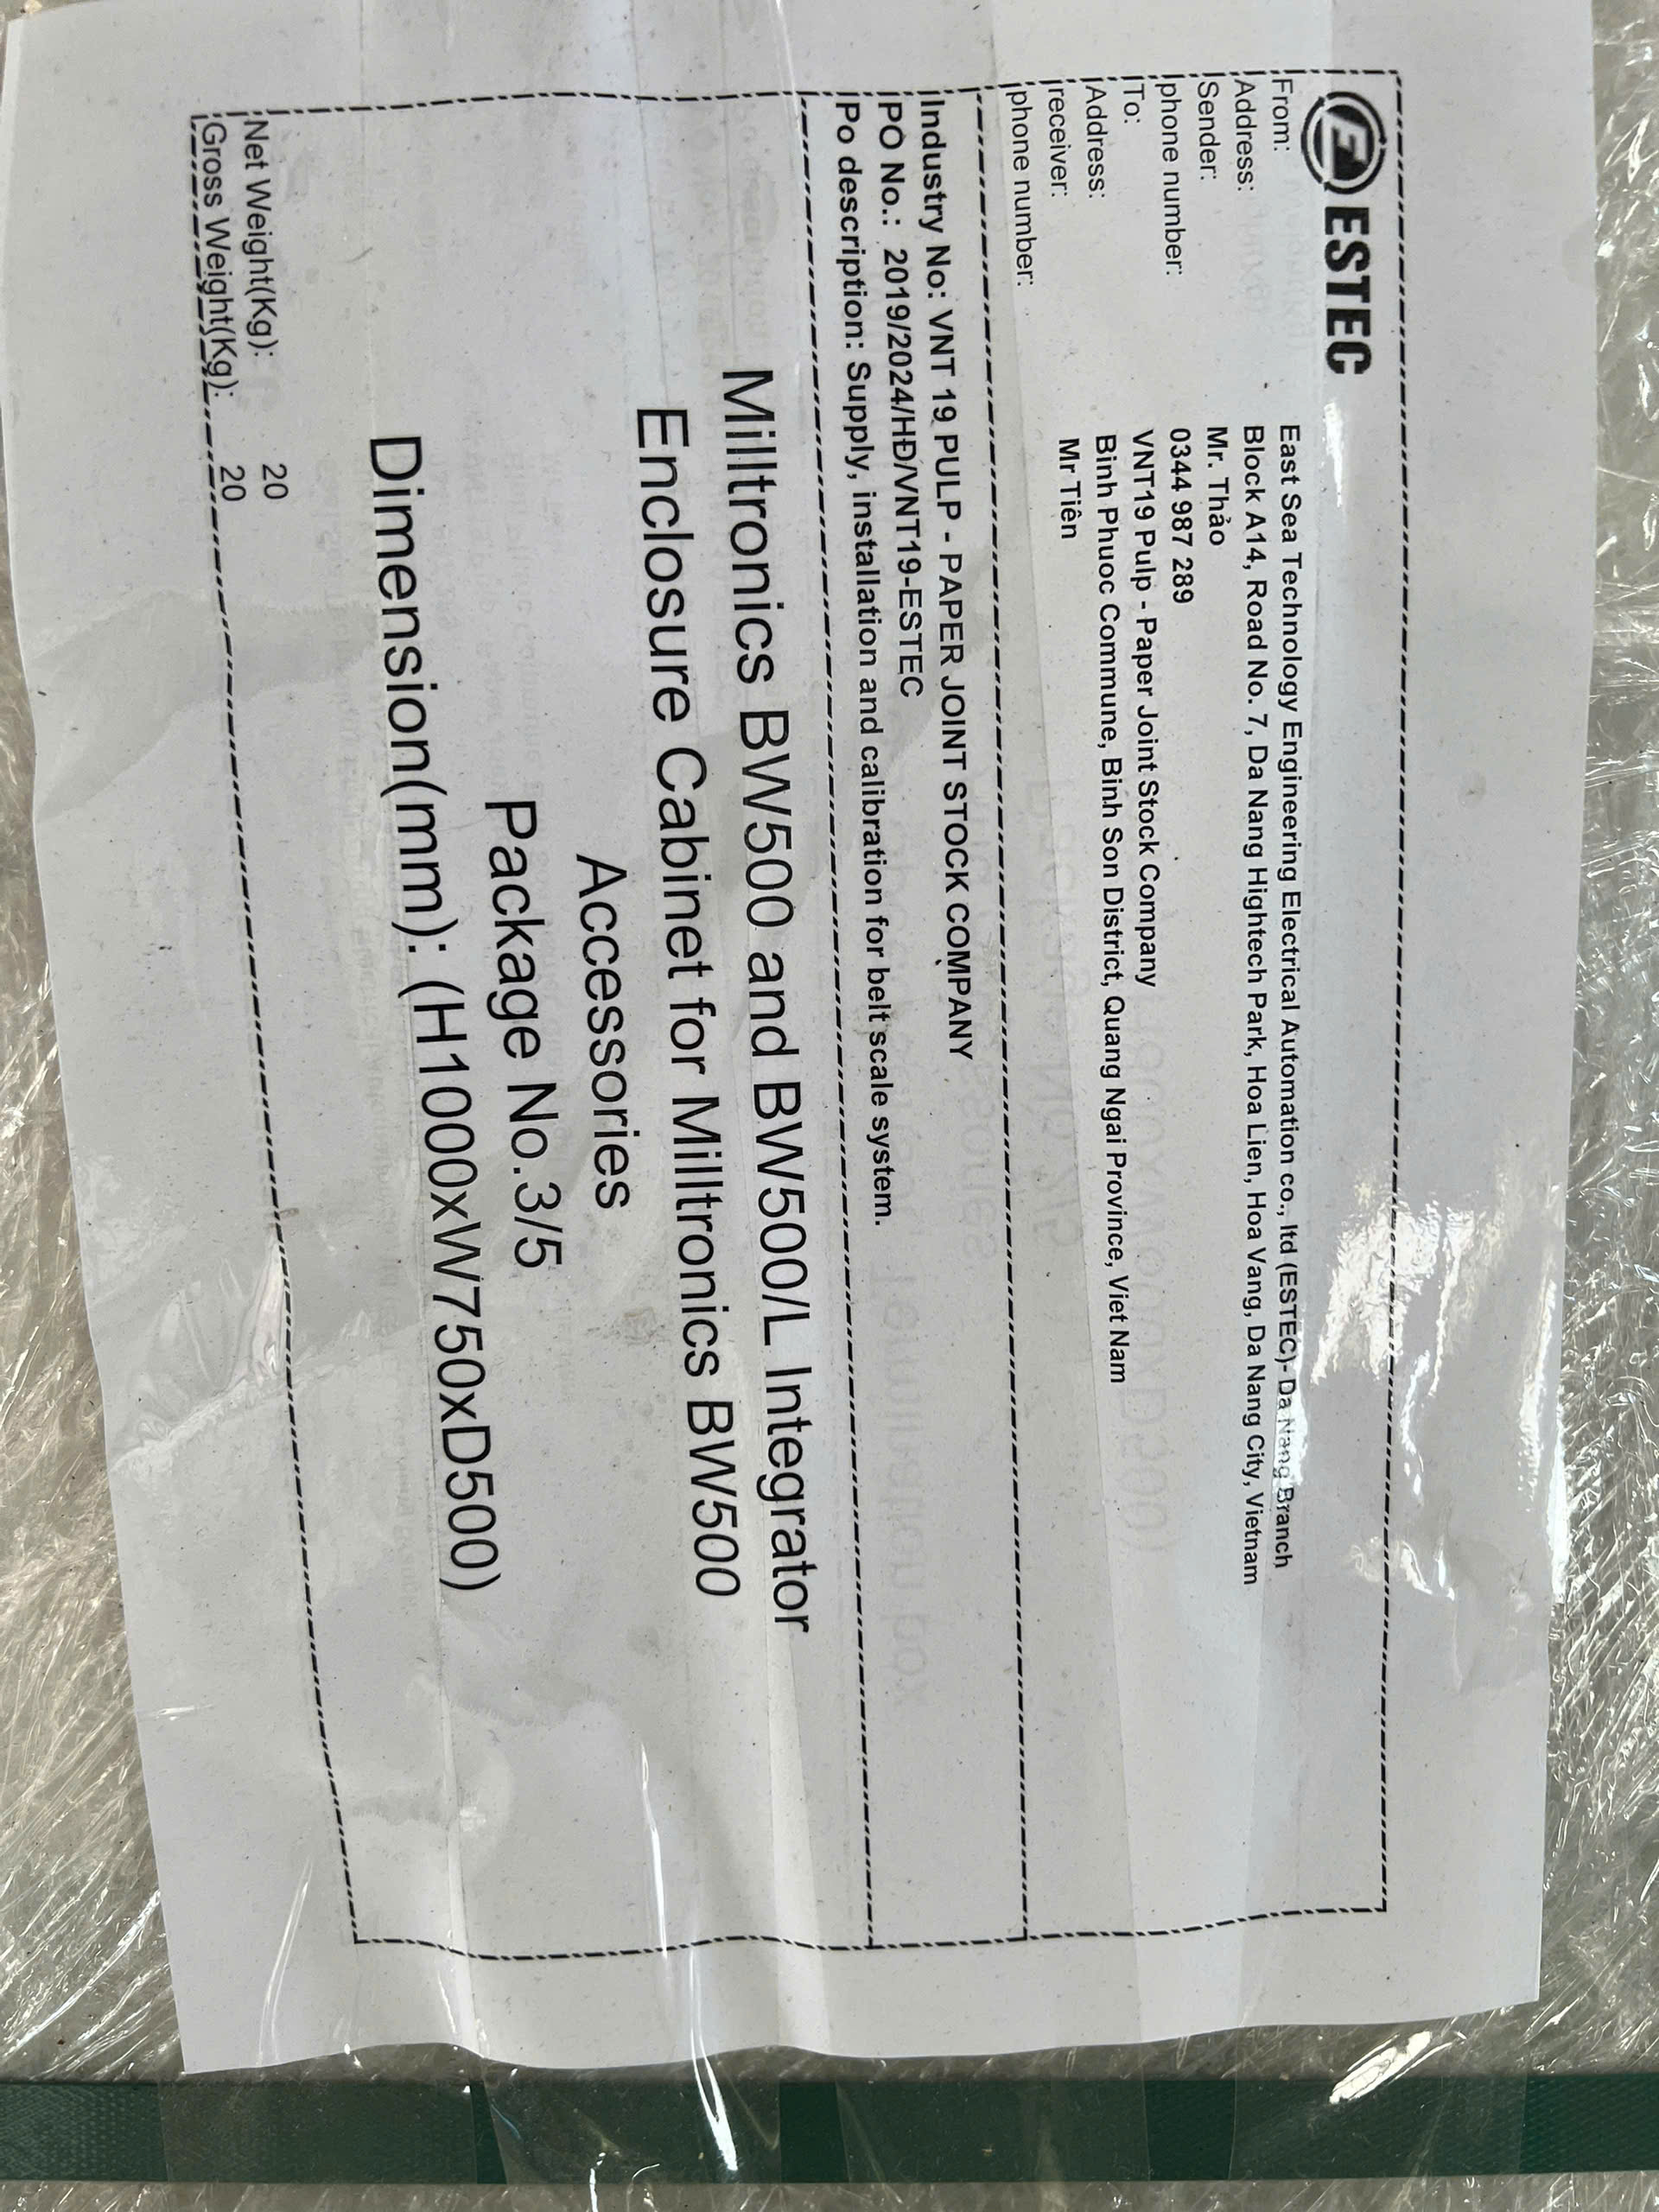 ESTEC
From: East Sea Technology Engineering Electrical Automation co., ltd (ESTEC)- Da Nang Branch
Address: Block A14, Road No. 7, Da Nang Hightech Park, Hoa Lien, Hoa Vang, Da Nang City, Vietnam
Sender: Mr. Thảo
phone number: 0344 987 289
To: VNT19 Pulp - Paper Joint Stock Company
Address: Binh Phuoc Commune, Binh Son District, Quang Ngai Province, Viet Nam
receiver: Mr Tiên
phone number:
Industry No: VNT 19 PULP - PAPER JOINT STOCK COMPANY
PO No.: 2019/2024/HĐ/VNT19-ESTEC
Po description: Supply, installation and calibration for belt scale system.
Milltronics BW500 and BW500/L Integrator
Enclosure Cabinet for Milltronics BW500
Accessories
Package No.3/5
Dimension(mm): (H1000xW750xD500)
Net Weight(Kg): 20
Gross Weight(Kg): 20